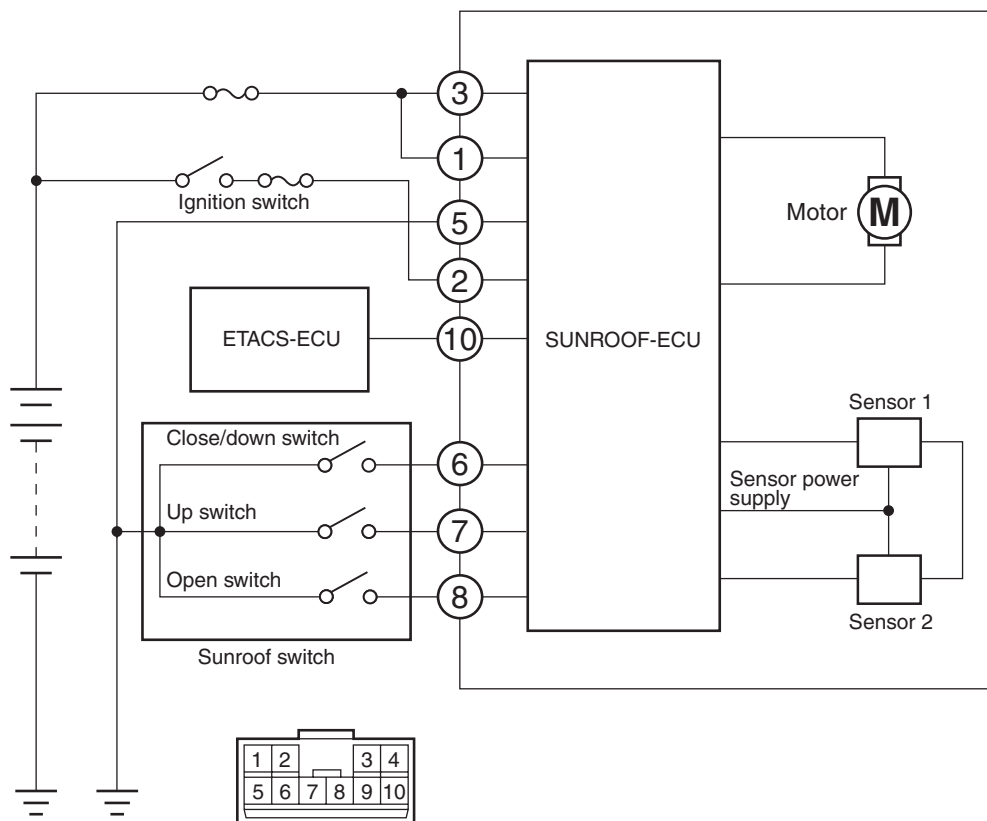 3
1
Ignition switch
5
2
10
ETACS-ECU
SUNROOF-ECU
Motor
M
Sensor 1
Sensor power
supply
Sensor 2
Close/down switch
6
Up switch
7
Open switch
8
Sunroof switch
1 2 3 4
5 6 7 8 9 10